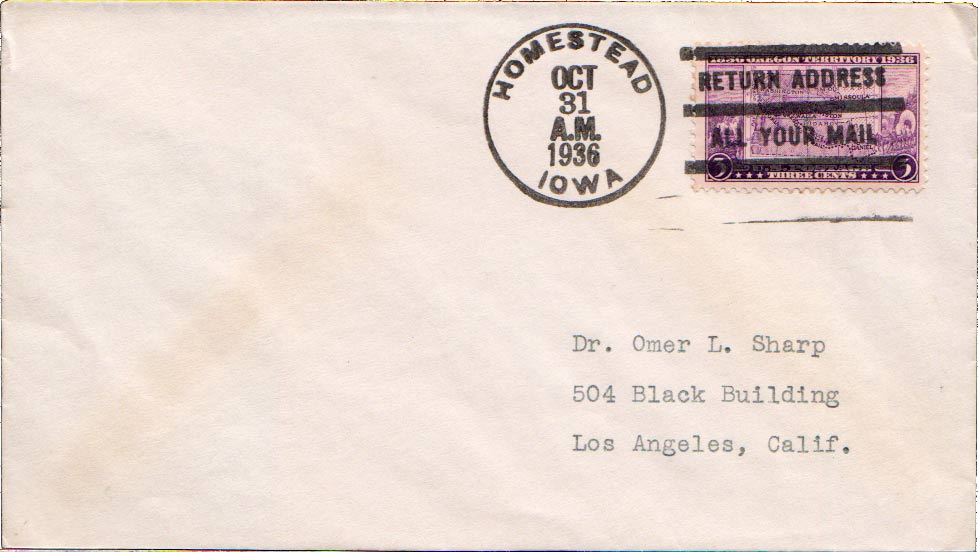 HOMESTEAD
OCT
31
A.M.
1936
IOWA
1836 OREGON TERRITORY 1936
RETURN ADDRESS
ALL YOUR MAIL
3 3
U.S. POSTAGE
THREE CENTS
Dr. Omer L. Sharp
504 Black Building
Los Angeles, Calif.